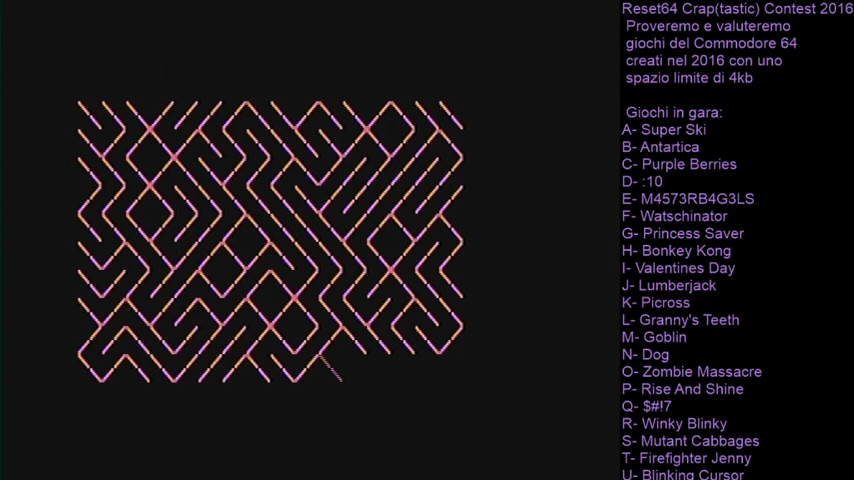 Reset64 Crap(tastic) Contest 2016
Proveremo e valuteremo
giochi del Commodore 64
creati nel 2016 con uno
spazio limite di 4kb
Giochi in gara:
A- Super Ski
B- Antartica
C- Purple Berries
D- :10
E- M4573RB4G3LS
F- Watschinator
G- Princess Saver
H- Bonkey Kong
I- Valentines Day
J- Lumberjack
K- Picross
L- Granny's Teeth
M- Goblin
N- Dog
O- Zombie Massacre
P- Rise And Shine
Q- $#!7
R- Winky Blinky
S- Mutant Cabbages
T- Firefighter Jenny
U- Blinking Cursor